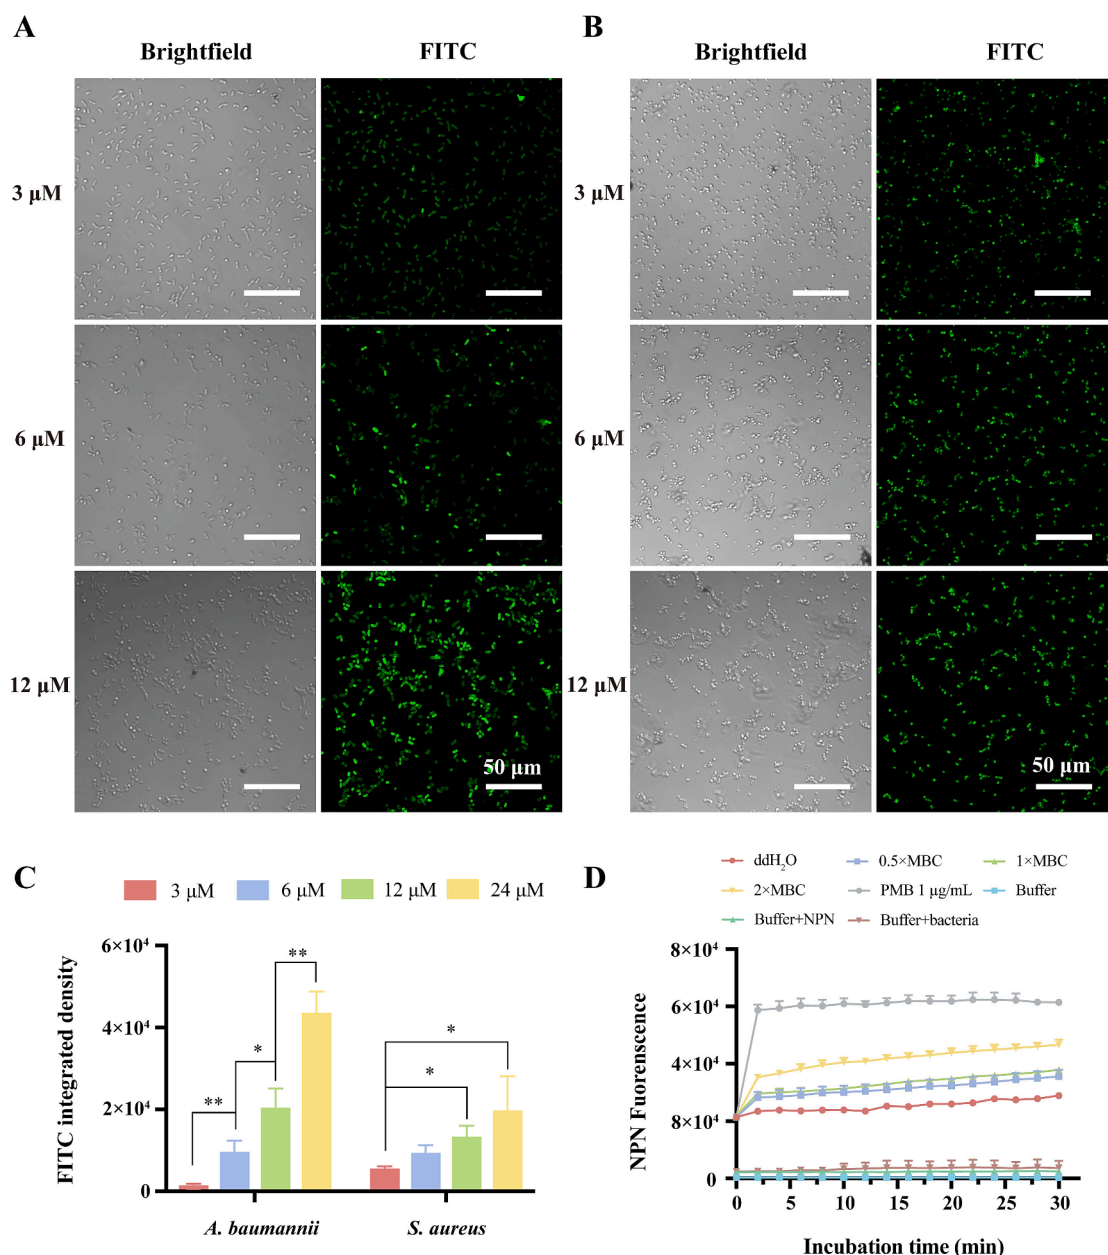 A
B
Brightfield FITC
Brightfield FITC
3 μM
3 μM
6 μM
6 μM
12 μM
12 μM
50 μm
50 μm
C
3 μM 6 μM 12 μM 24 μM
FITC integrated density
6×10⁴
4×10⁴
2×10⁴
0
**
*
**
*
*
A. baumannii S. aureus
D
ddH₂O 0.5×MBC 1×MBC
2×MBC PMB 1 μg/mL Buffer
Buffer+NPN Buffer+bacteria
NPN Fuorenscence
8×10⁴
6×10⁴
4×10⁴
8×10⁴
0
0 5 10 15 20 25 30
Incubation time (min)